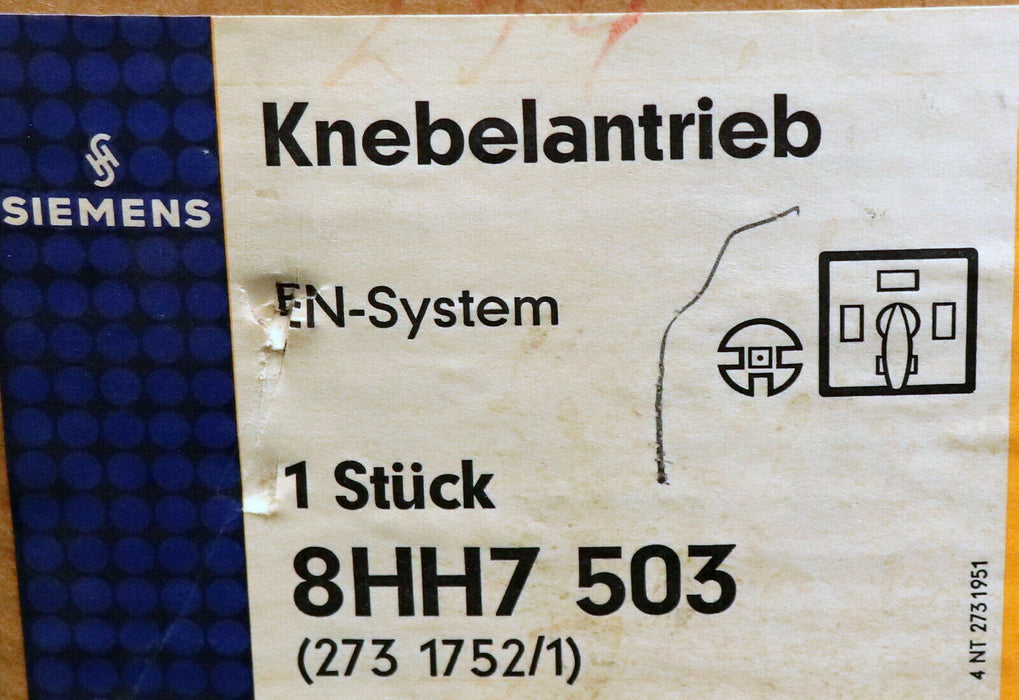 SIEMENS
Knebelantrieb
EN-System
1 Stück
8HH7 503
(273 1752/1)
4 NT 2731951